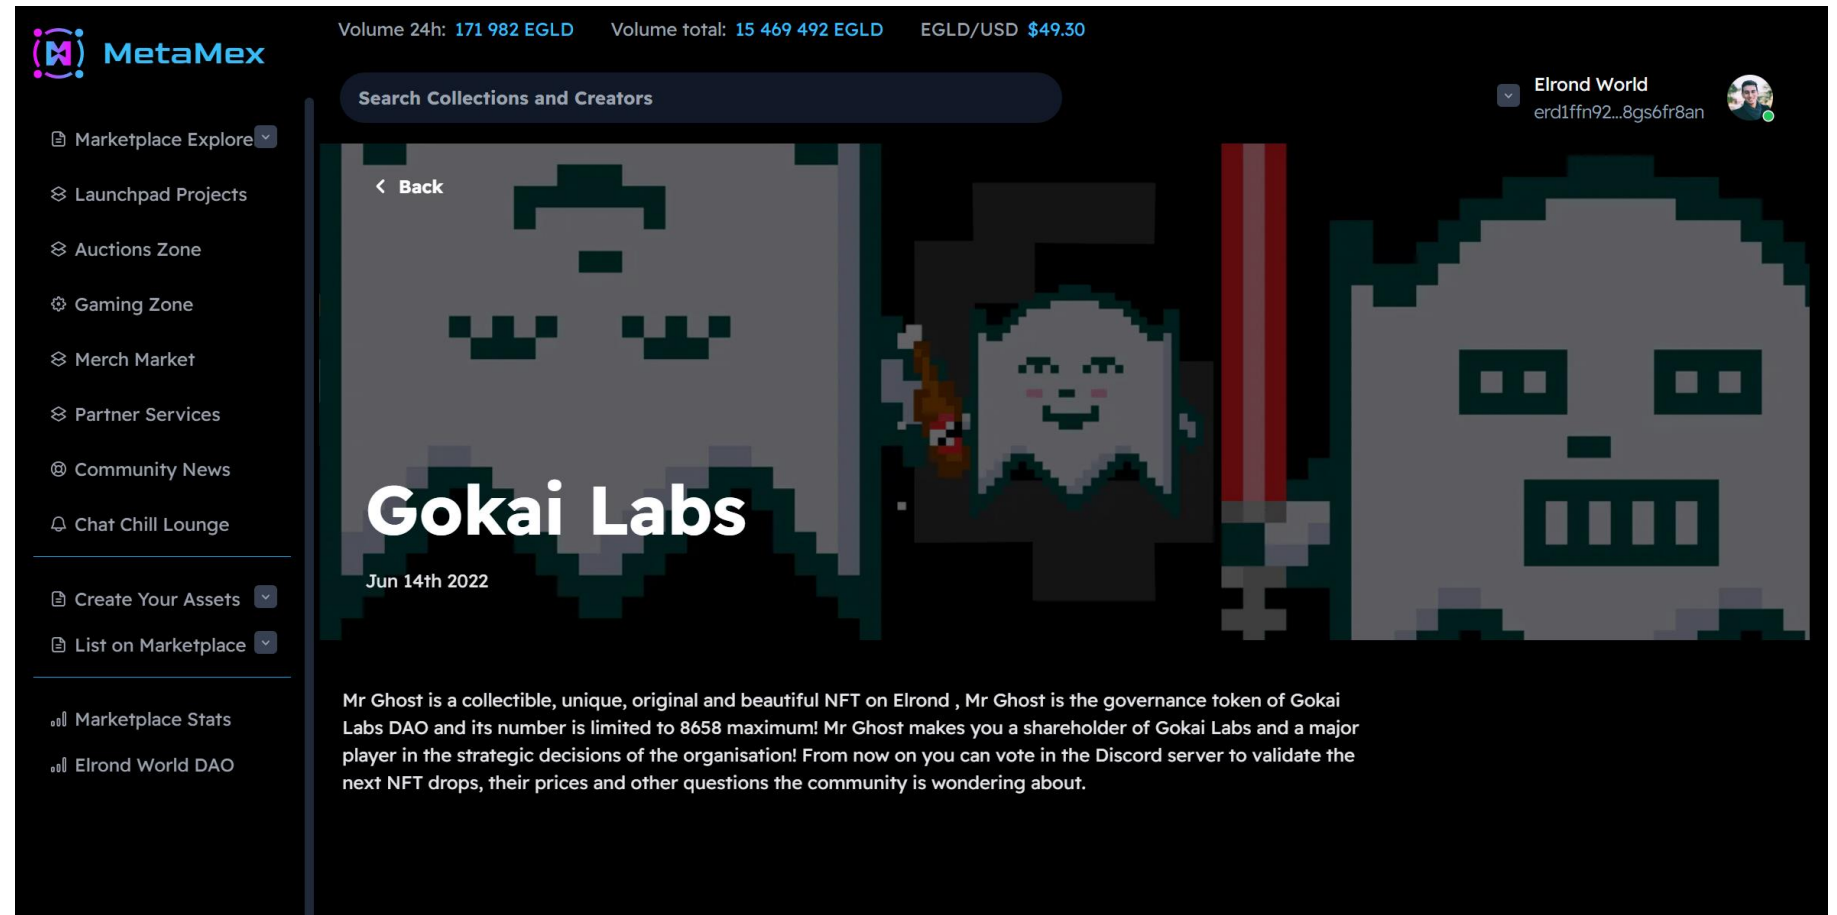 MetaMex
Volume 24h: 171 982 EGLD
Volume total: 15 469 492 EGLD
EGLD/USD $49.30
Search Collections and Creators
Elrond World
erd1ffn92...8gs6fr8an
Marketplace Explore
Launchpad Projects
Auctions Zone
Gaming Zone
Merch Market
Partner Services
Community News
Chat Chill Lounge
Create Your Assets
List on Marketplace
Marketplace Stats
Elrond World DAO
Back
Gokai Labs
Jun 14th 2022
Mr Ghost is a collectible, unique, original and beautiful NFT on Elrond , Mr Ghost is the governance token of Gokai
Labs DAO and its number is limited to 8658 maximum! Mr Ghost makes you a shareholder of Gokai Labs and a major
player in the strategic decisions of the organisation! From now on you can vote in the Discord server to validate the
next NFT drops, their prices and other questions the community is wondering about.